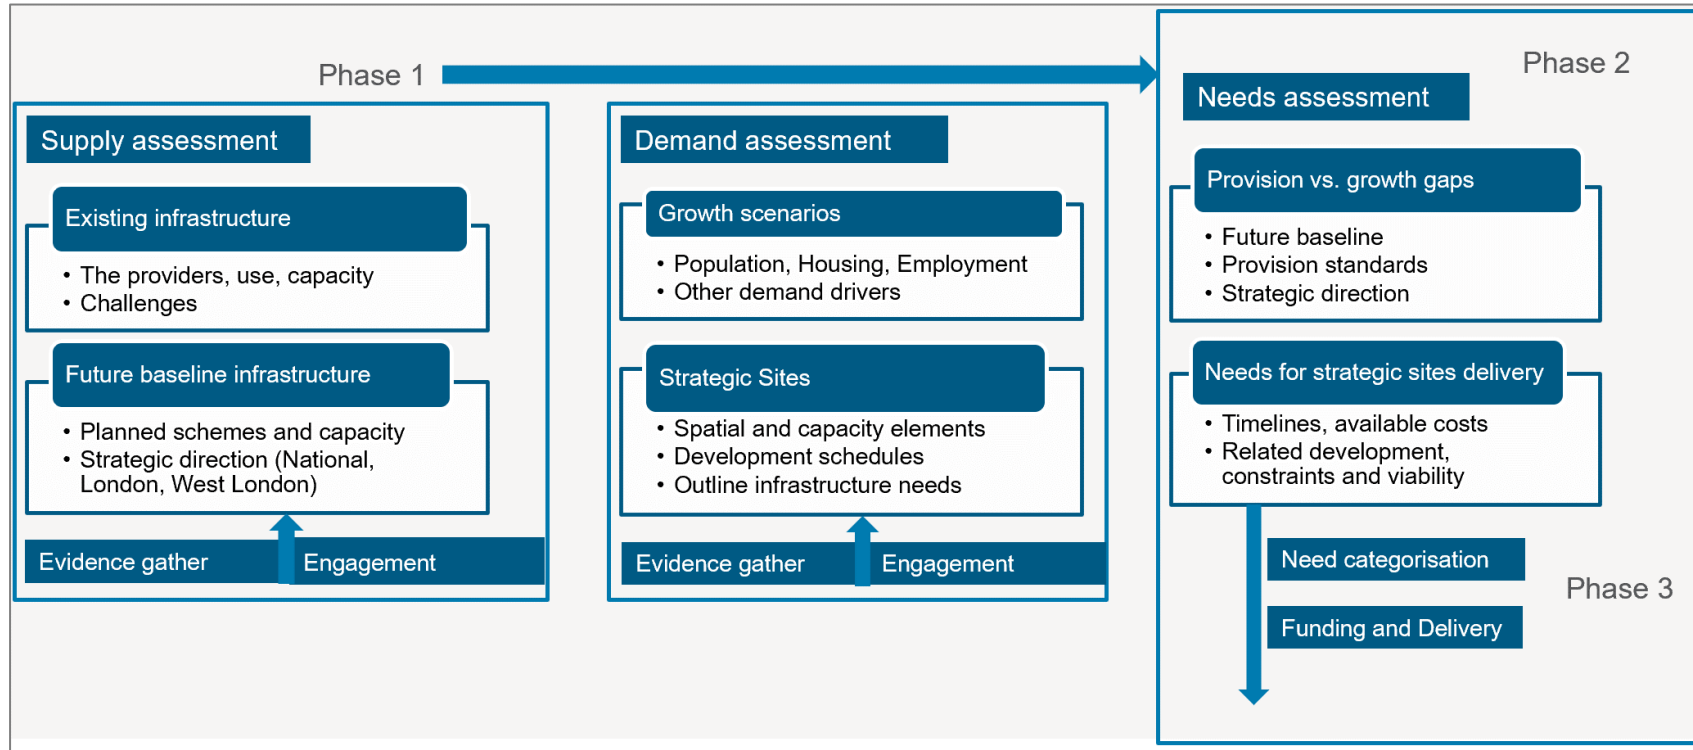 Phase 1
Supply assessment
Existing infrastructure
• The providers, use, capacity
• Challenges
Future baseline infrastructure
• Planned schemes and capacity
• Strategic direction (National,
London, West London)
Evidence gather
Engagement
Demand assessment
Growth scenarios
• Population, Housing, Employment
• Other demand drivers
Strategic Sites
• Spatial and capacity elements
• Development schedules
• Outline infrastructure needs
Evidence gather
Engagement
Phase 2
Needs assessment
Provision vs. growth gaps
• Future baseline
• Provision standards
• Strategic direction
Needs for strategic sites delivery
• Timelines, available costs
• Related development,
constraints and viability
Need categorisation
Phase 3
Funding and Delivery